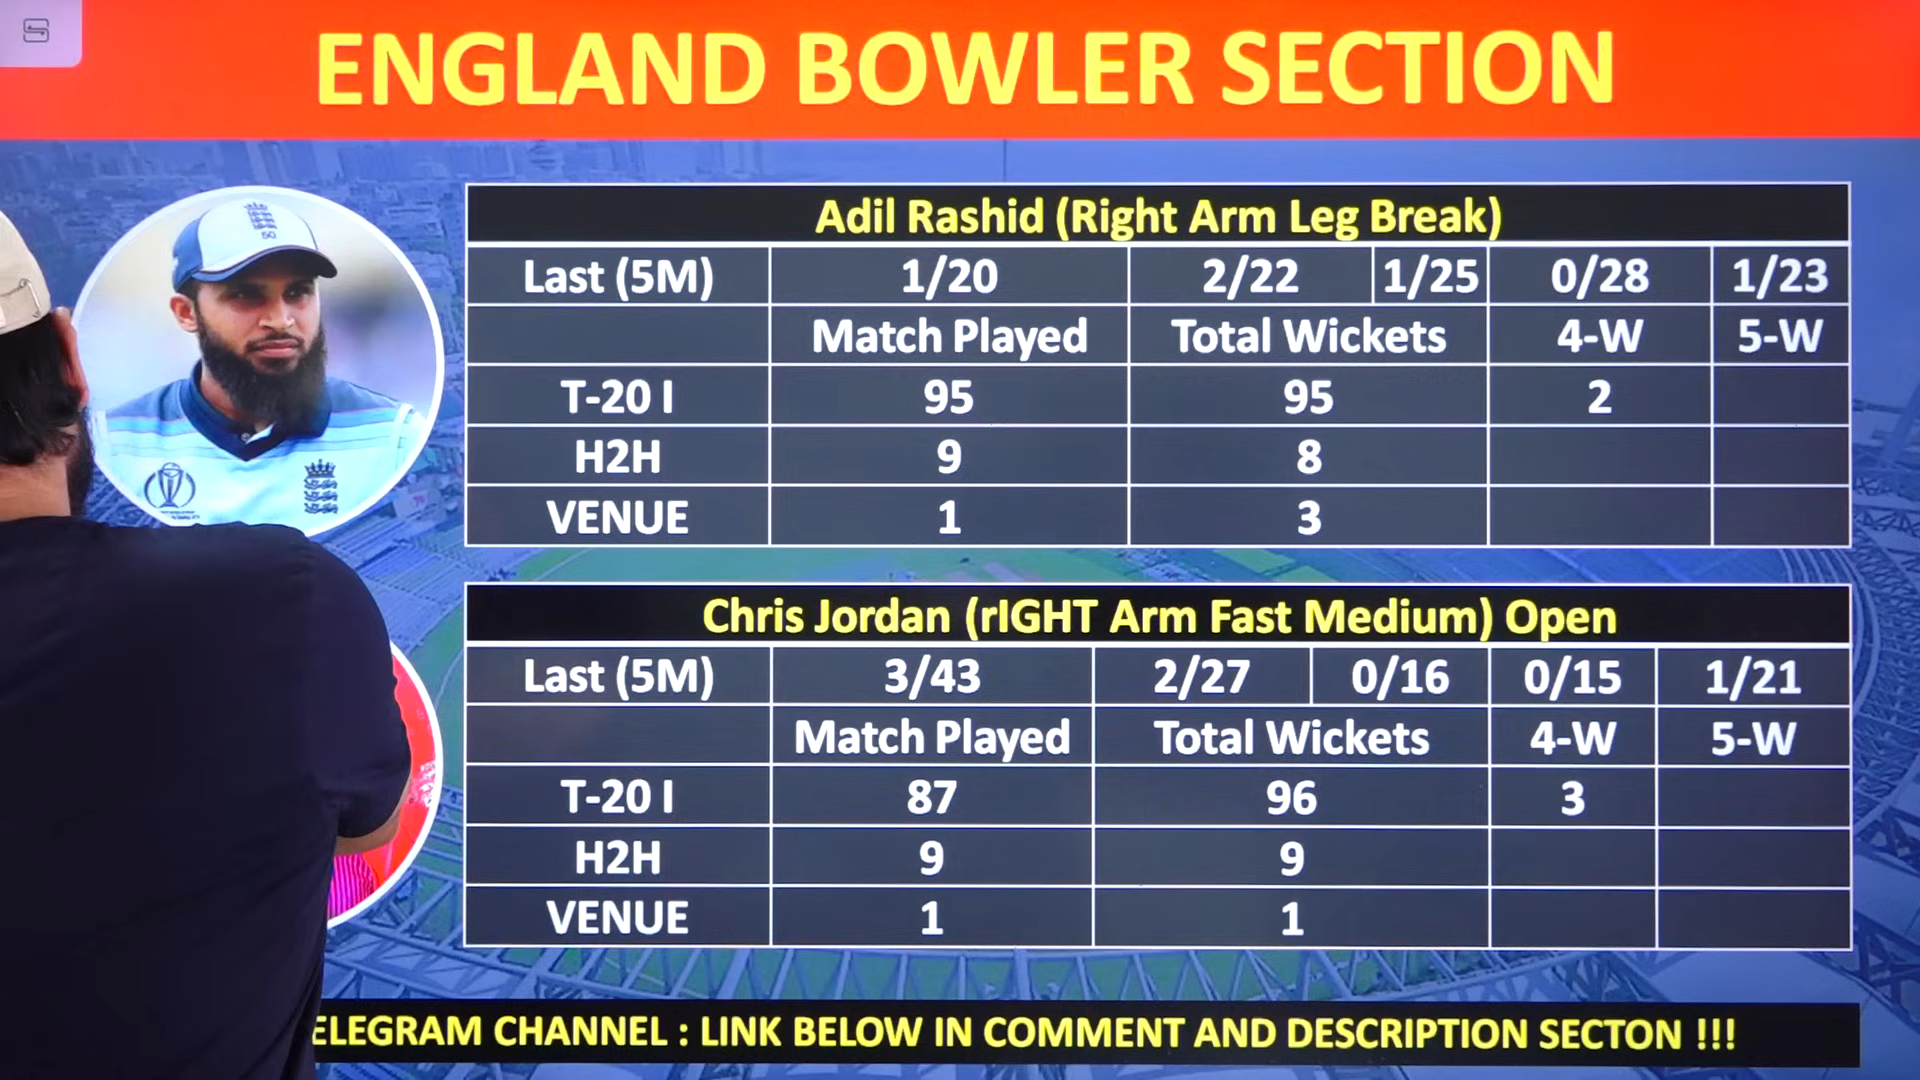 ENGLAND BOWLER SECTION
50
Adil Rashid (Right Arm Leg Break)
Last (5M) 1/20 2/22 1/25 0/28 1/23
Match Played Total Wickets 4-W 5-W
T-20 I 95 95 2
H2H 9 8
VENUE 1 3
Chris Jordan (rIGHT Arm Fast Medium) Open
Last (5M) 3/43 2/27 0/16 0/15 1/21
Match Played Total Wickets 4-W 5-W
T-20 I 87 96 3
H2H 9 9
VENUE 1 1
ELEGRAM CHANNEL : LINK BELOW IN COMMENT AND DESCRIPTION SECTON !!!